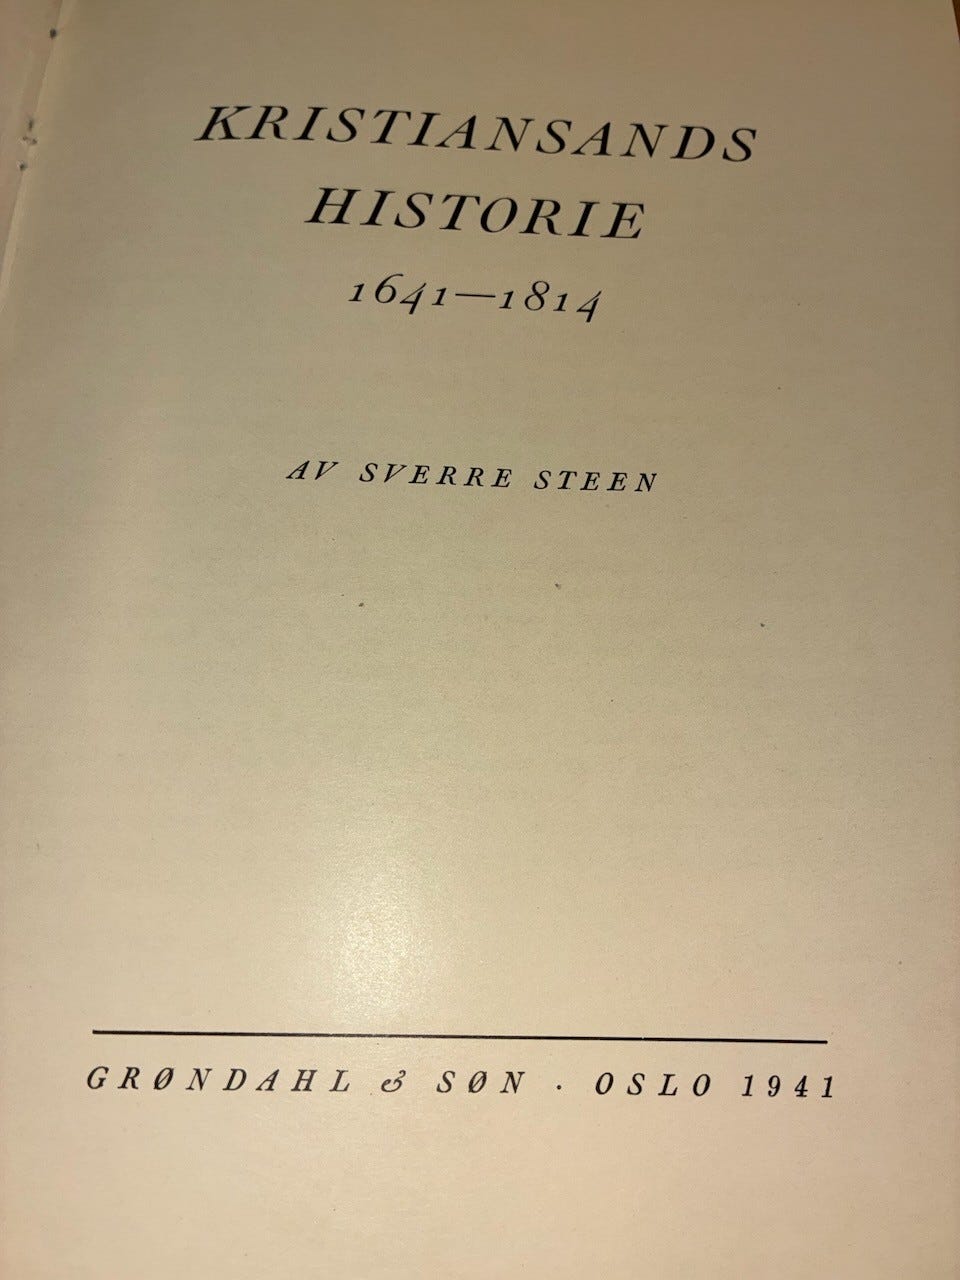 KRISTIANSANDS
HISTORIE
1641—1814
AV SVERRE STEEN
GRØNDAHL & SØN · OSLO 1941